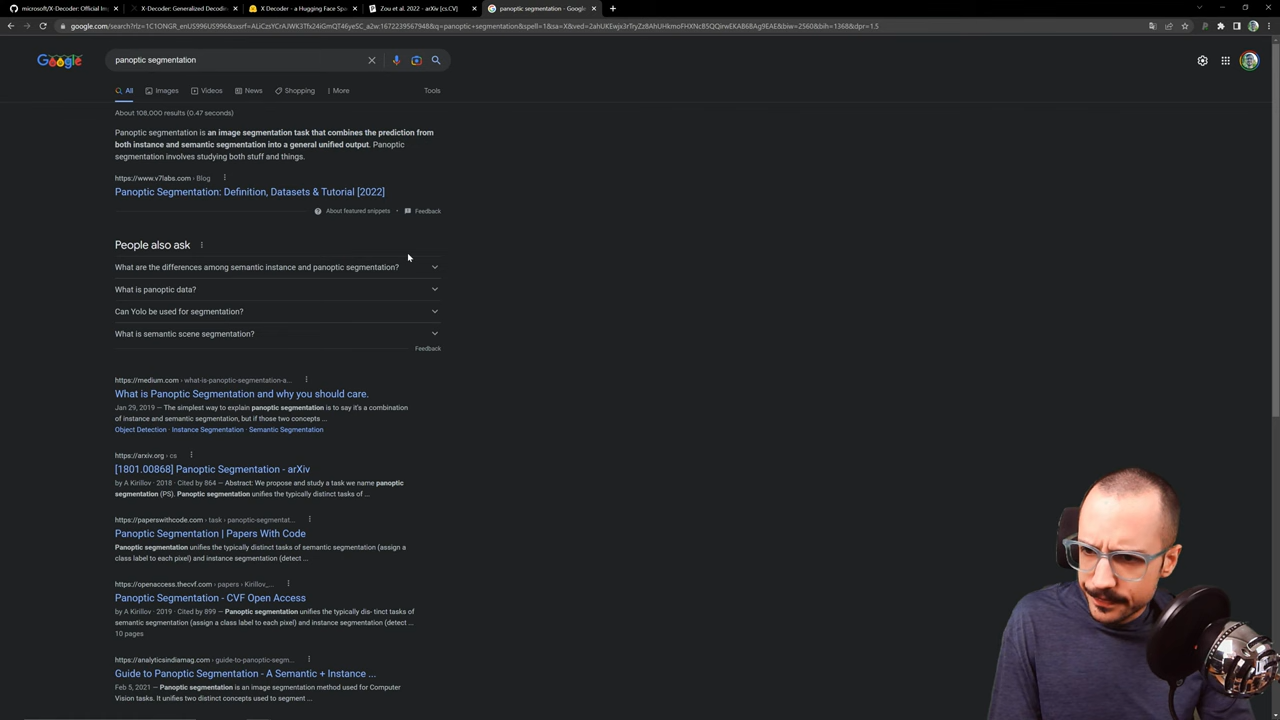 microsoft/X-Decoder: Official Im
X-Decoder: Generalized Decodin
X Decoder - a Hugging Face Spa
Zou et al. 2022 - arXiv [cs.CV]
panoptic segmentation - Google
Google
panoptic segmentation
All
Images
Videos
News
Shopping
More
Tools
About 108,000 results (0.47 seconds)
Panoptic segmentation is an image segmentation task that combines the prediction from
both instance and semantic segmentation into a general unified output. Panoptic
segmentation involves studying both stuff and things.
https://www.v7labs.com › Blog
Panoptic Segmentation: Definition, Datasets & Tutorial [2022]
About featured snippets • Feedback
People also ask
What are the differences among semantic instance and panoptic segmentation?
What is panoptic data?
Can Yolo be used for segmentation?
What is semantic scene segmentation?
Feedback
https://medium.com › what-is-panoptic-segmentation-a...
What is Panoptic Segmentation and why you should care.
Jan 29, 2019 — The simplest way to explain panoptic segmentation is to say it's a combination
of instance and semantic segmentation, but if those two concepts ...
Object Detection · Instance Segmentation · Semantic Segmentation
https://arxiv.org › cs
[1801.00868] Panoptic Segmentation - arXiv
by A Kirillov · 2018 · Cited by 864 — Abstract: We propose and study a task we name panoptic
segmentation (PS). Panoptic segmentation unifies the typically distinct tasks of ...
https://paperswithcode.com › task › panoptic-segmentat...
Panoptic Segmentation | Papers With Code
Panoptic segmentation unifies the typically distinct tasks of semantic segmentation (assign a
class label to each pixel) and instance segmentation (detect ...
https://openaccess.thecvf.com › papers › Kirillov_...
Panoptic Segmentation - CVF Open Access
by A Kirillov · 2019 · Cited by 899 — Panoptic segmentation unifies the typically dis- tinct tasks of
semantic segmentation (assign a class label to each pixel) and instance segmentation (detect ...
10 pages
https://analyticsindiamag.com › guide-to-panoptic-segm...
Guide to Panoptic Segmentation - A Semantic + Instance ...
Feb 5, 2021 — Panoptic segmentation is an image segmentation method used for Computer
Vision tasks. It unifies two distinct concepts used to segment ...